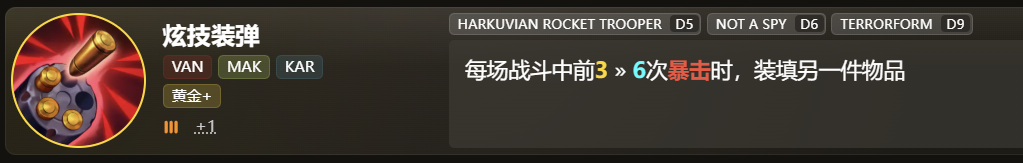 炫技装弹
VAN MAK KAR
黄金+
+1
HARKUVIAN ROCKET TROOPER D5 NOT A SPY D6 TERRORFORM D9
每场战斗中前3 » 6次暴击时，装填另一件物品